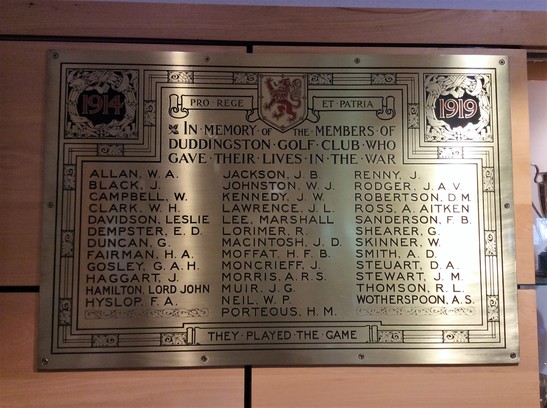 1914
1919
PRO REGE ET PATRIA
IN MEMORY OF THE MEMBERS OF
DUDDINGSTON GOLF CLUB WHO
GAVE THEIR LIVES IN THE WAR
ALLAN, W. A.
BLACK, J.
CAMPBELL, W.
CLARK, W. H.
DAVIDSON, LESLIE
DEMPSTER, E. D.
DUNCAN, G.
FAIRMAN, H. A.
GOSLEY, G. A. H.
HAGGART, J.
HAMILTON, LORD JOHN
HYSLOP, F. A.
JACKSON, J. B.
JOHNSTON, W. J.
KENNEDY, J. W.
LAWRENCE, J. L.
LEE, MARSHALL
LORIMER, R.
MACINTOSH, J. D.
MOFFAT, H. F. B.
MONCRIEFF, J.
MORRIS, A. R. S.
MUIR, J. G.
NEIL, W. P.
PORTEOUS, H. M.
RENNY, J.
RODGER, J. A. V.
ROBERTSON, D. M.
ROSS, A. AITKEN
SANDERSON, F. B.
SHEARER, G.
SKINNER, W.
SMITH, A. D.
STEUART, D. A.
STEWART, J. M.
THOMSON, R. L.
WOTHERSPOON, A. S.
THEY PLAYED THE GAME